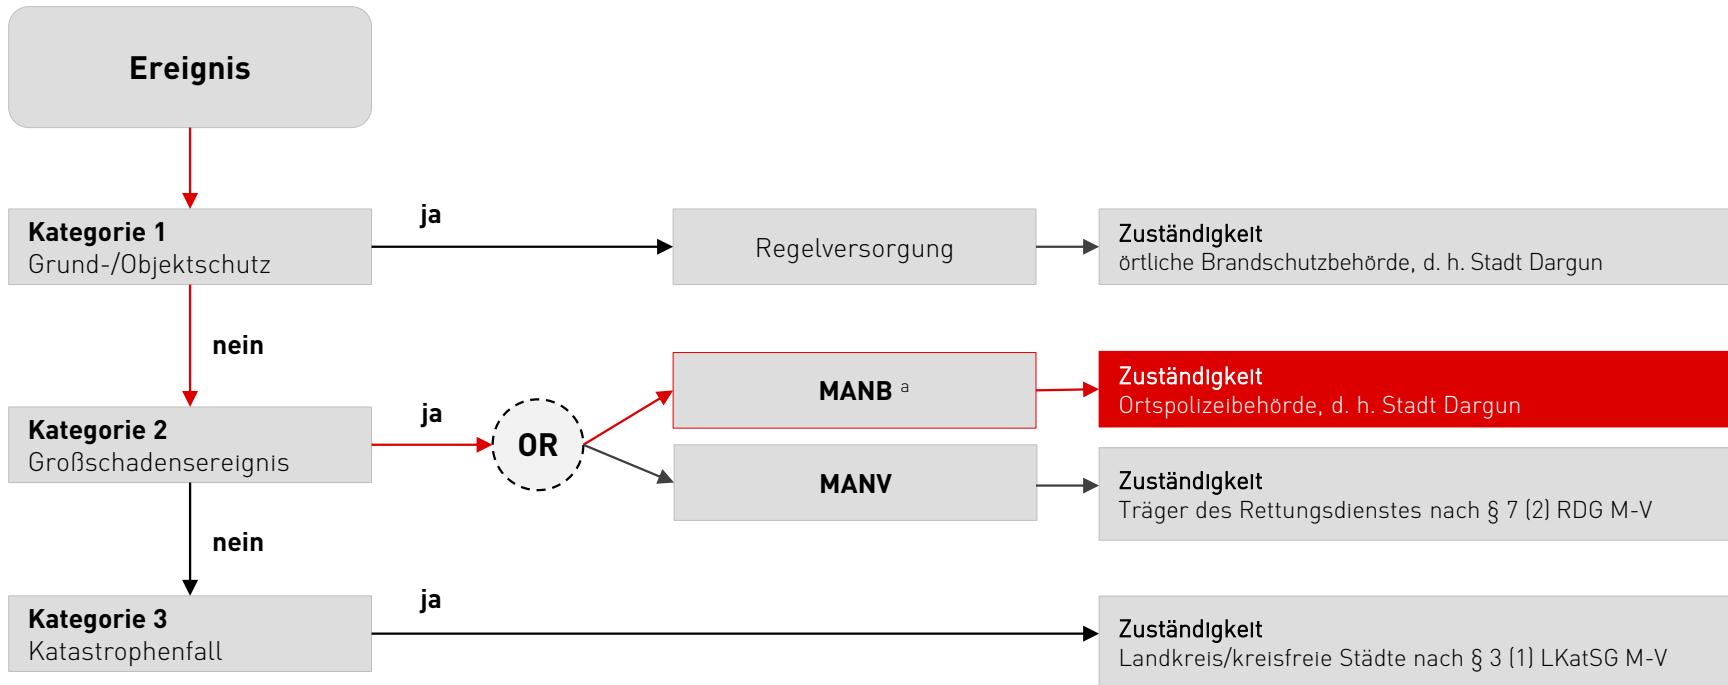 Ereignis
Kategorie 1
Grund-/Objektschutz
ja
Regelversorgung
Zuständigkeit
örtliche Brandschutzbehörde, d. h. Stadt Dargun
nein
Kategorie 2
Großschadensereignis
ja
OR
MANB a
Zuständigkeit
Ortspolizeibehörde, d. h. Stadt Dargun
MANV
Zuständigkeit
Träger des Rettungsdienstes nach § 7 (2) RDG M-V
nein
Kategorie 3
Katastrophenfall
ja
Zuständigkeit
Landkreis/kreisfreie Städte nach § 3 (1) LKatSG M-V